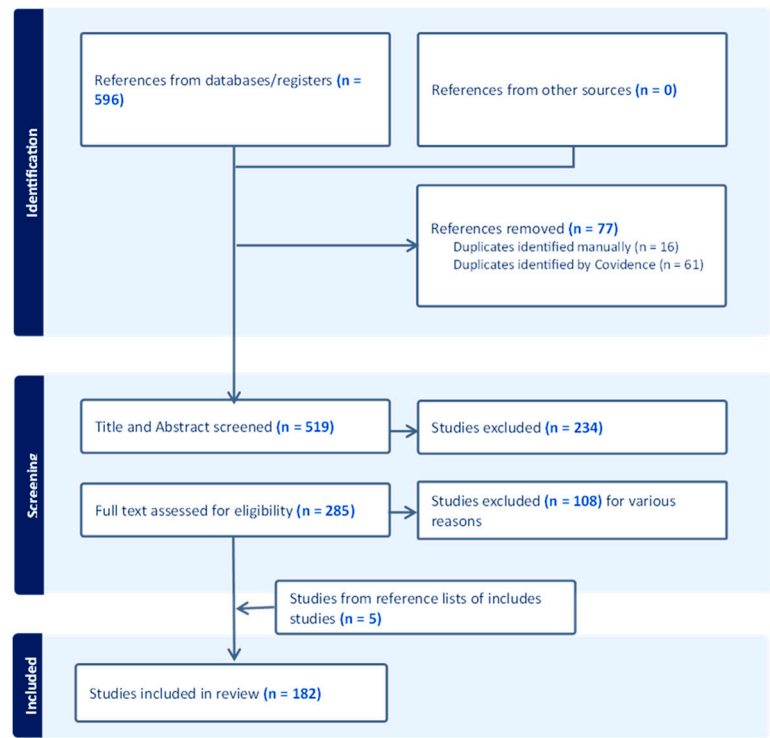 Identification
References from databases/registers (n =
596)
References from other sources (n = 0)
References removed (n = 77)
Duplicates identified manually (n = 16)
Duplicates identified by Covidence (n = 61)
Screening
Title and Abstract screened (n = 519)
Studies excluded (n = 234)
Full text assessed for eligibility (n = 285)
Studies excluded (n = 108) for various
reasons
Studies from reference lists of includes
studies (n = 5)
Included
Studies included in review (n = 182)